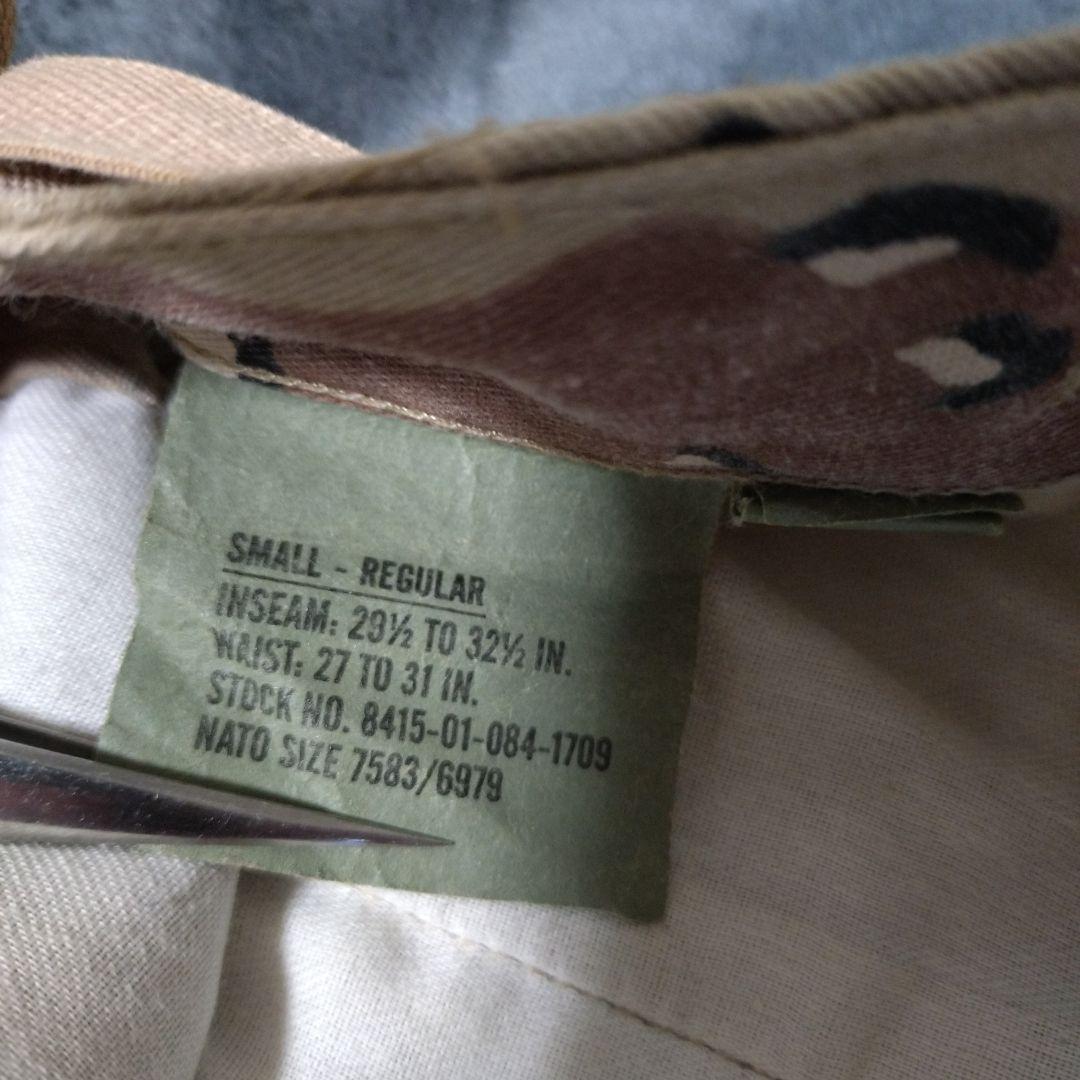 SMALL - REGULAR
INSEAM: 29½ TO 32½ IN.
WAIST: 27 TO 31 IN.
STOCK NO. 8415-01-084-1709
NATO SIZE 7583/6979